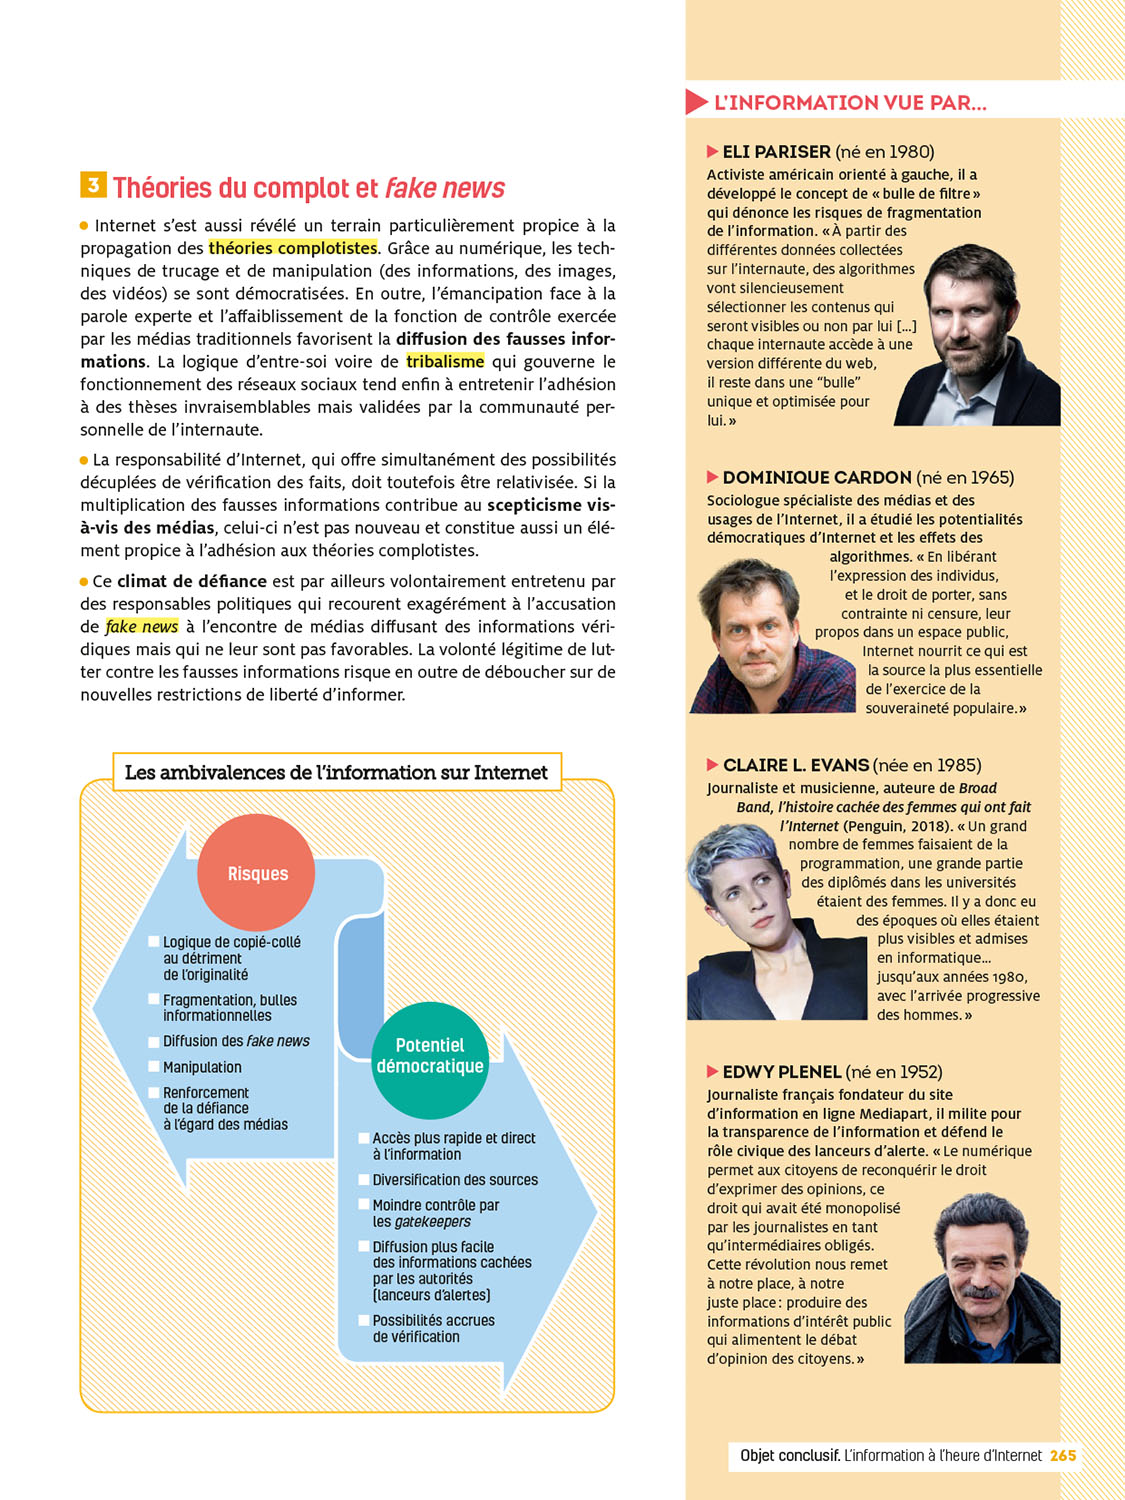 3 Théories du complot et fake news
• Internet s’est aussi révélé un terrain particulièrement propice à la
propagation des théories complotistes. Grâce au numérique, les tech-
niques de trucage et de manipulation (des informations, des images,
des vidéos) se sont démocratisées. En outre, l’émancipation face à la
parole experte et l’affaiblissement de la fonction de contrôle exercée
par les médias traditionnels favorisent la diffusion des fausses infor-
mations. La logique d’entre-soi voire de tribalisme qui gouverne le
fonctionnement des réseaux sociaux tend enfin à entretenir l’adhésion
à des thèses invraisemblables mais validées par la communauté per-
sonnelle de l’internaute.
• La responsabilité d’Internet, qui offre simultanément des possibilités
décuplées de vérification des faits, doit toutefois être relativisée. Si la
multiplication des fausses informations contribue au scepticisme vis-
à-vis des médias, celui-ci n’est pas nouveau et constitue aussi un élé-
ment propice à l’adhésion aux théories complotistes.
• Ce climat de défiance est par ailleurs volontairement entretenu par
des responsables politiques qui recourent exagérément à l’accusation
de fake news à l’encontre de médias diffusant des informations véri-
diques mais qui ne leur sont pas favorables. La volonté légitime de lut-
ter contre les fausses informations risque en outre de déboucher sur de
nouvelles restrictions de liberté d’informer.
Les ambivalences de l’information sur Internet
Risques
Logique de copié-collé
au détriment
de l’originalité
Fragmentation, bulles
informationnelles
Diffusion des fake news
Manipulation
Renforcement
de la défiance
à l’égard des médias
Potentiel
démocratique
Accès plus rapide et direct
à l’information
Diversification des sources
Moindre contrôle par
les gatekeepers
Diffusion plus facile
des informations cachées
par les autorités
(lanceurs d’alertes)
Possibilités accrues
de vérification
L’INFORMATION VUE PAR...
ELI PARISER (né en 1980)
Activiste américain orienté à gauche, il a
développé le concept de « bulle de filtre »
qui dénonce les risques de fragmentation
de l’information. « À partir des
différentes données collectées
sur l’internaute, des algorithmes
vont silencieusement
sélectionner les contenus qui
seront visibles ou non par lui [...]
chaque internaute accède à une
version différente du web,
il reste dans une “bulle”
unique et optimisée pour
lui. »
DOMINIQUE CARDON (né en 1965)
Sociologue spécialiste des médias et des
usages de l’Internet, il a étudié les potentialités
démocratiques d’Internet et les effets des
algorithmes. « En libérant
l’expression des individus,
et le droit de porter, sans
contrainte ni censure, leur
propos dans un espace public,
Internet nourrit ce qui est
la source la plus essentielle
de l’exercice de la
souveraineté populaire. »
CLAIRE L. EVANS (née en 1985)
Journaliste et musicienne, auteure de Broad
Band, l’histoire cachée des femmes qui ont fait
l’Internet (Penguin, 2018). « Un grand
nombre de femmes faisaient de la
programmation, une grande partie
des diplômés dans les universités
étaient des femmes. Il y a donc eu
des époques où elles étaient
plus visibles et admises
en informatique...
jusqu’aux années 1980,
avec l’arrivée progressive
des hommes. »
EDWY PLENEL (né en 1952)
Journaliste français fondateur du site
d’information en ligne Mediapart, il milite pour
la transparence de l’information et défend le
rôle civique des lanceurs d’alerte. « Le numérique
permet aux citoyens de reconquérir le droit
d’exprimer des opinions, ce
droit qui avait été monopolisé
par les journalistes en tant
qu’intermédiaires obligés.
Cette révolution nous remet
à notre place, à notre
juste place : produire des
informations d’intérêt public
qui alimentent le débat
d’opinion des citoyens. »
Objet conclusif. L’information à l’heure d’Internet 265